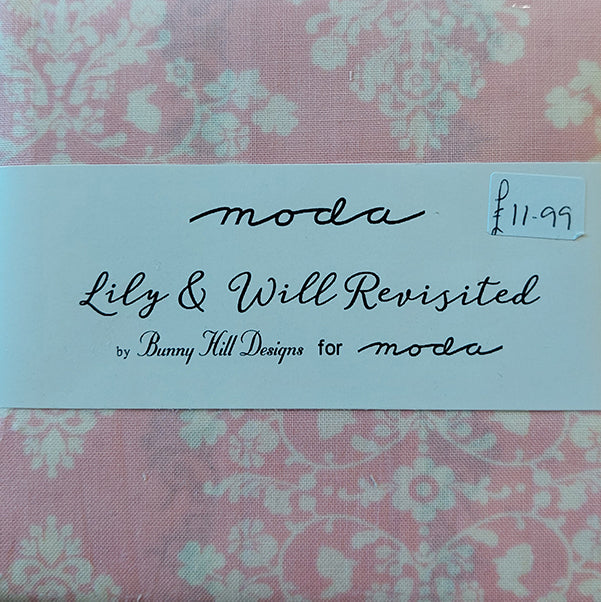 moda
£11-99
Lily & Will Revisited
by Bunny Hill Designs for moda